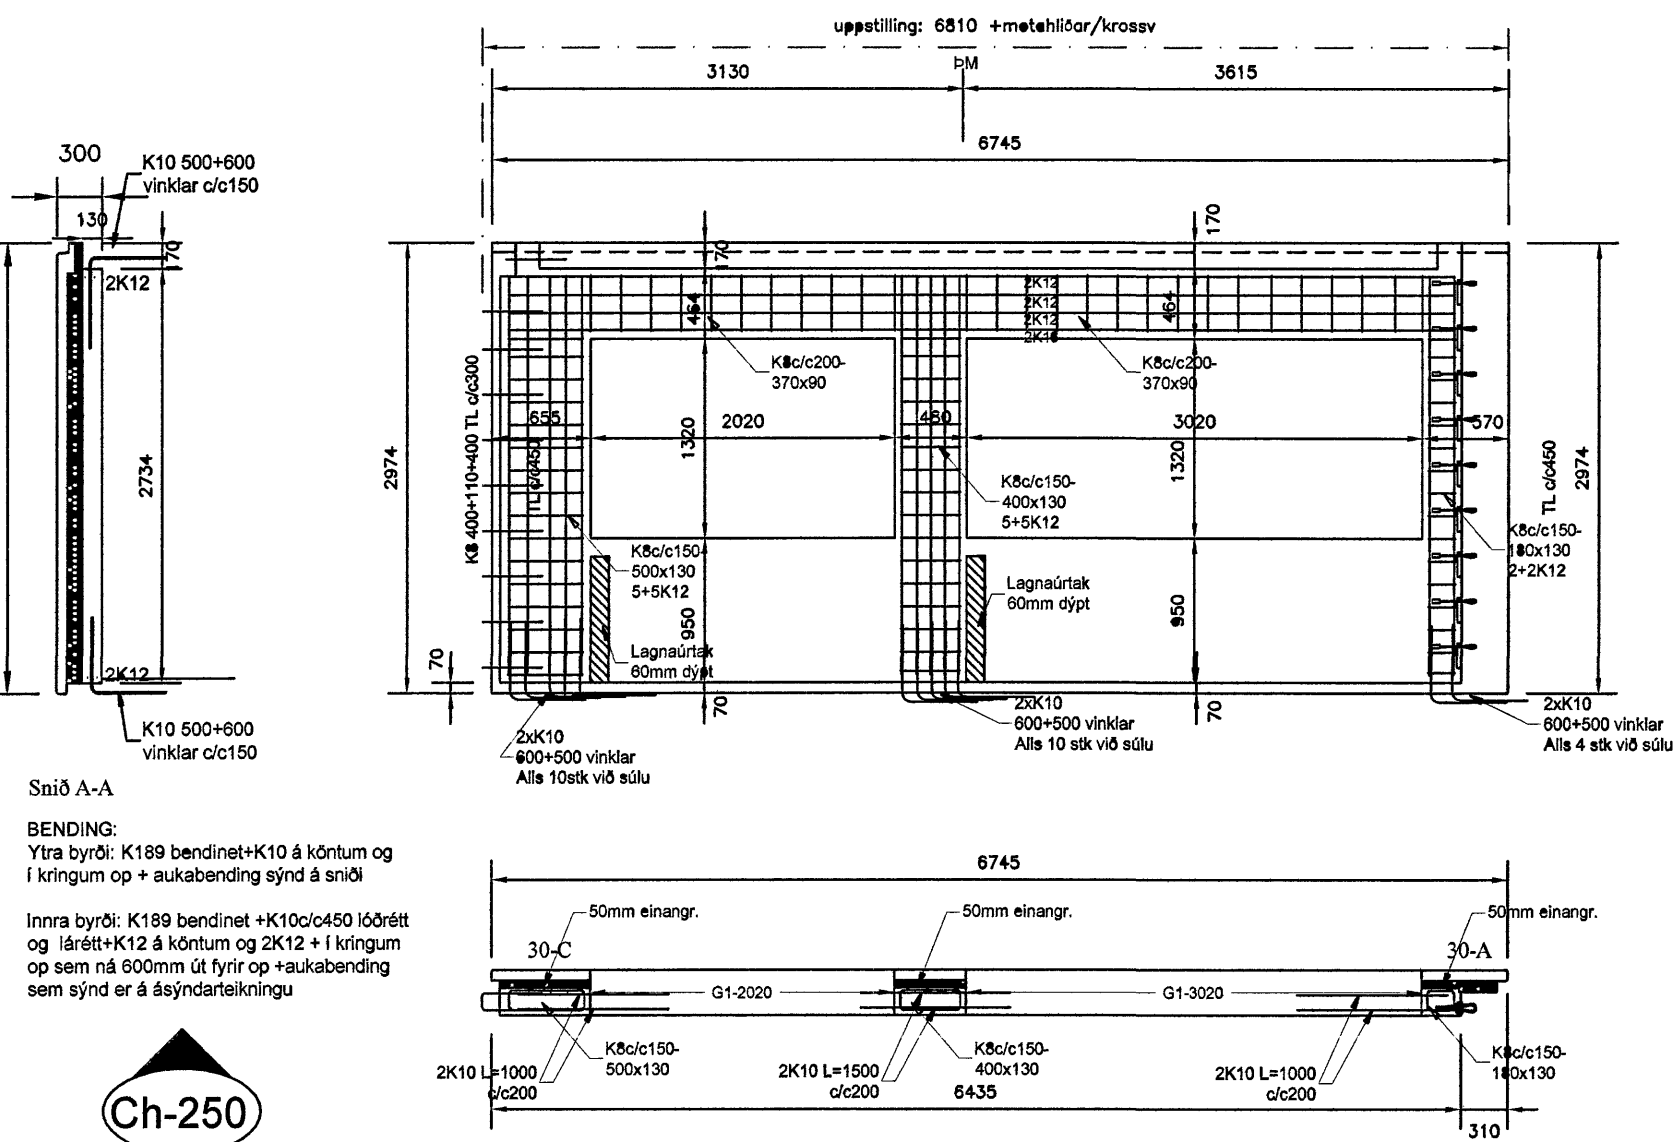 uppstilling: 6810 +metahliðar/krossv
ÞM
3130
3615
6745
300
K10 500+600
vinklar c/c150
130
70
2K12
2734
2K12
K10 500+600
vinklar c/c150
Snið A-A
2974
K8 400+110+400 TL c/c300
70
170
464
2K12
2K12
2K12
464
K8c/c200-
370x90
K8c/c200-
370x90
655
2020
480
3020
570
1320
1320
TL c/c450
K8c/c150-
400x130
5+5K12
K8c/c150-
500x130
5+5K12
TL c/c450
2974
K8c/c150-
180x130
2+2K12
Lagnaúrtak
60mm dýpt
950
950
Lagnaúrtak
60mm dýpt
70
70
70
2xK10
600+500 vinklar
Alls 10stk við súlu
2xK10
600+500 vinklar
Alls 10 stk við súlu
2xK10
600+500 vinklar
Alls 4 stk við súlu
BENDING:
Ytra byrði: K189 bendinet+K10 á köntum og
í kringum op + aukabending sýnd á sniði
Innra byrði: K189 bendinet +K10c/c450 lóðrétt
og lárétt+K12 á köntum og 2K12 + í kringum
op sem ná 600mm út fyrir op +aukabending
sem sýnd er á ásýndarteikningu
Ch-250
6745
50mm einangr.
50mm einangr.
50mm einangr.
30-C
30-A
G1-2020
G1-3020
2K10 L=1000
c/c200
K8c/c150-
500x130
2K10 L=1500
c/c200
K8c/c150-
400x130
2K10 L=1000
c/c200
K8c/c150-
180x130
6435
310